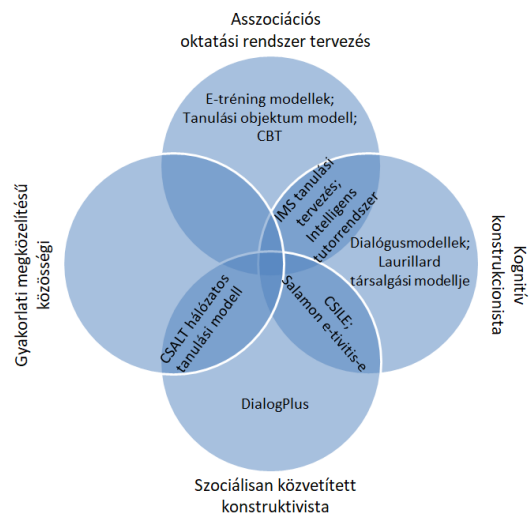 Asszociációs
oktatási rendszer tervezés
E-tréning modellek;
Tanulási objektum modell;
CBT
IMS tanulási
tervezés;
Intelligens
tutorrendszer
Gyakorlati megközelítésű
közösségi
Dialógusmodellek;
Laurillard
társalgási modellje
Kognitív
konstrukcionista
CSALT hálózatos
tanulási modell
CSILE;
Salamon e-tivitis-e
DialogPlus
Szociálisan közvetített
konstruktivista